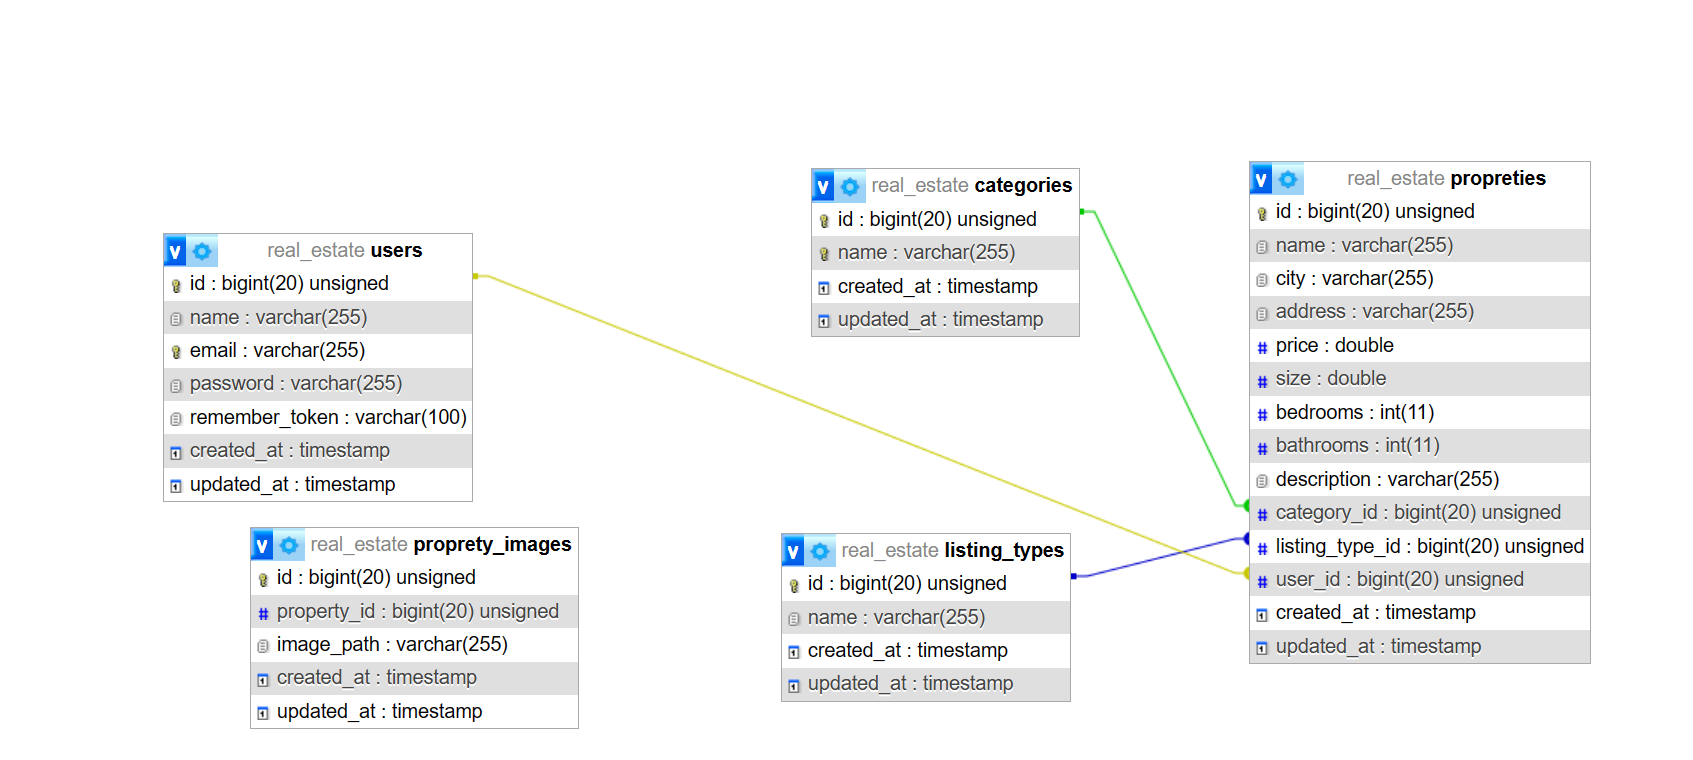 v real_estate users
id : bigint(20) unsigned
name : varchar(255)
email : varchar(255)
password : varchar(255)
remember_token : varchar(100)
created_at : timestamp
updated_at : timestamp
v real_estate proprety_images
id : bigint(20) unsigned
property_id : bigint(20) unsigned
image_path : varchar(255)
created_at : timestamp
updated_at : timestamp
v real_estate categories
id : bigint(20) unsigned
name : varchar(255)
created_at : timestamp
updated_at : timestamp
v real_estate listing_types
id : bigint(20) unsigned
name : varchar(255)
created_at : timestamp
updated_at : timestamp
v real_estate propreties
id : bigint(20) unsigned
name : varchar(255)
city : varchar(255)
address : varchar(255)
# price : double
# size : double
# bedrooms : int(11)
# bathrooms : int(11)
description : varchar(255)
# category_id : bigint(20) unsigned
# listing_type_id : bigint(20) unsigned
# user_id : bigint(20) unsigned
created_at : timestamp
updated_at : timestamp